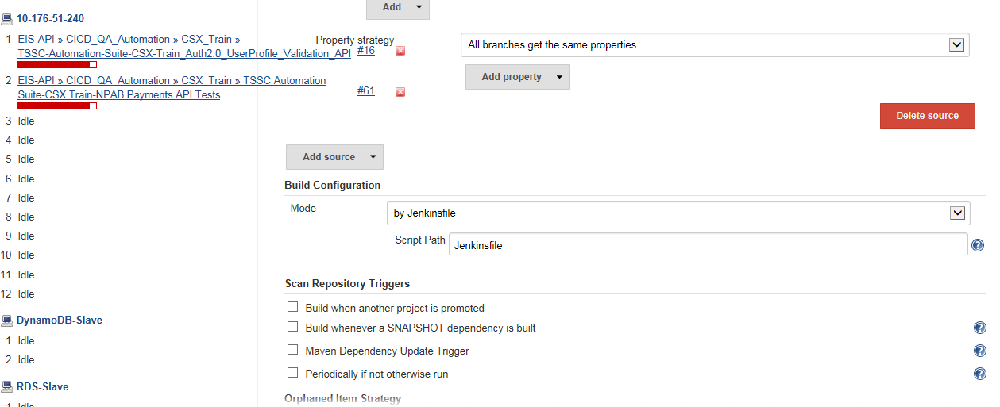 10-176-51-240
1 EIS-API » CICD_QA_Automation » CSX_Train »
TSSC-Automation-Suite-CSX-Train_Auth2.0_UserProfile_Validation_API #16
2 EIS-API » CICD_QA_Automation » CSX_Train » TSSC Automation
Suite-CSX Train-NPAB Payments API Tests #61
3 Idle
4 Idle
5 Idle
6 Idle
7 Idle
8 Idle
9 Idle
10 Idle
11 Idle
12 Idle
DynamoDB-Slave
1 Idle
2 Idle
RDS-Slave
1 Idle
Add
Property strategy
All branches get the same properties
Add property
Delete source
Add source
Build Configuration
Mode
by Jenkinsfile
Script Path
Jenkinsfile
Scan Repository Triggers
Build when another project is promoted
Build whenever a SNAPSHOT dependency is built
Maven Dependency Update Trigger
Periodically if not otherwise run
Orphaned Item Strategy